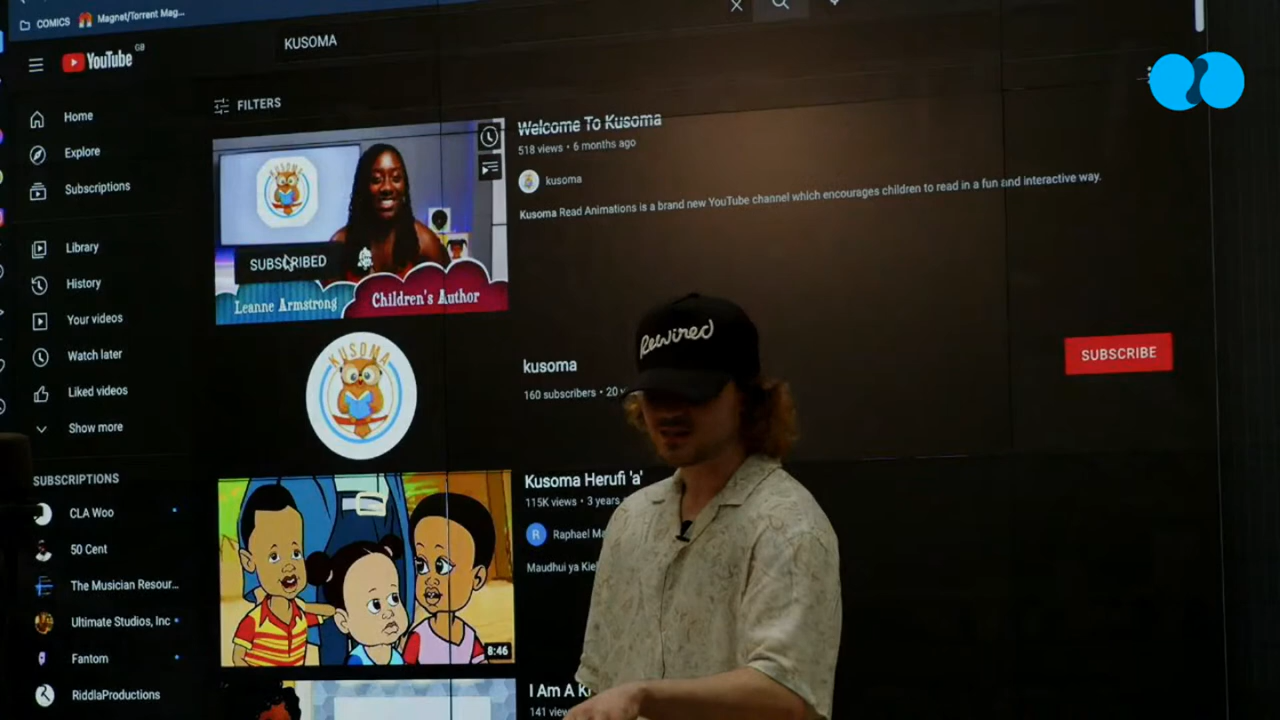 COMICS
Magnet/Torrent Mag...
YouTube GB
KUSOMA
Home
Explore
Subscriptions
Library
History
Your videos
Watch later
Liked videos
Show more
SUBSCRIPTIONS
CLA Woo
50 Cent
The Musician Resour...
Ultimate Studios, Inc
Fantom
RiddlaProductions
FILTERS
KUSOMA
SUBSCRIBED
Leanne Armstrong
Children's Author
Welcome To Kusoma
518 views • 6 months ago
kusoma
Kusoma Read Animations is a brand new YouTube channel which encourages children to read in a fun and interactive way.
KUSOMA
kusoma
160 subscribers • 20
SUBSCRIBE
Rewired
8:46
Kusoma Herufi 'a'
115K views • 3 years
R
Raphael
Maudhui ya
I Am A
141